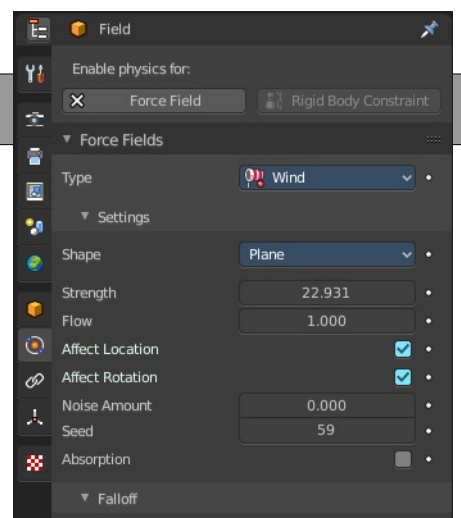 Field
Enable physics for:
Force Field Rigid Body Constraint
Force Fields
Type Wind
Settings
Shape Plane
Strength 22.931
Flow 1.000
Affect Location
Affect Rotation
Noise Amount 0.000
Seed 59
Absorption
Falloff